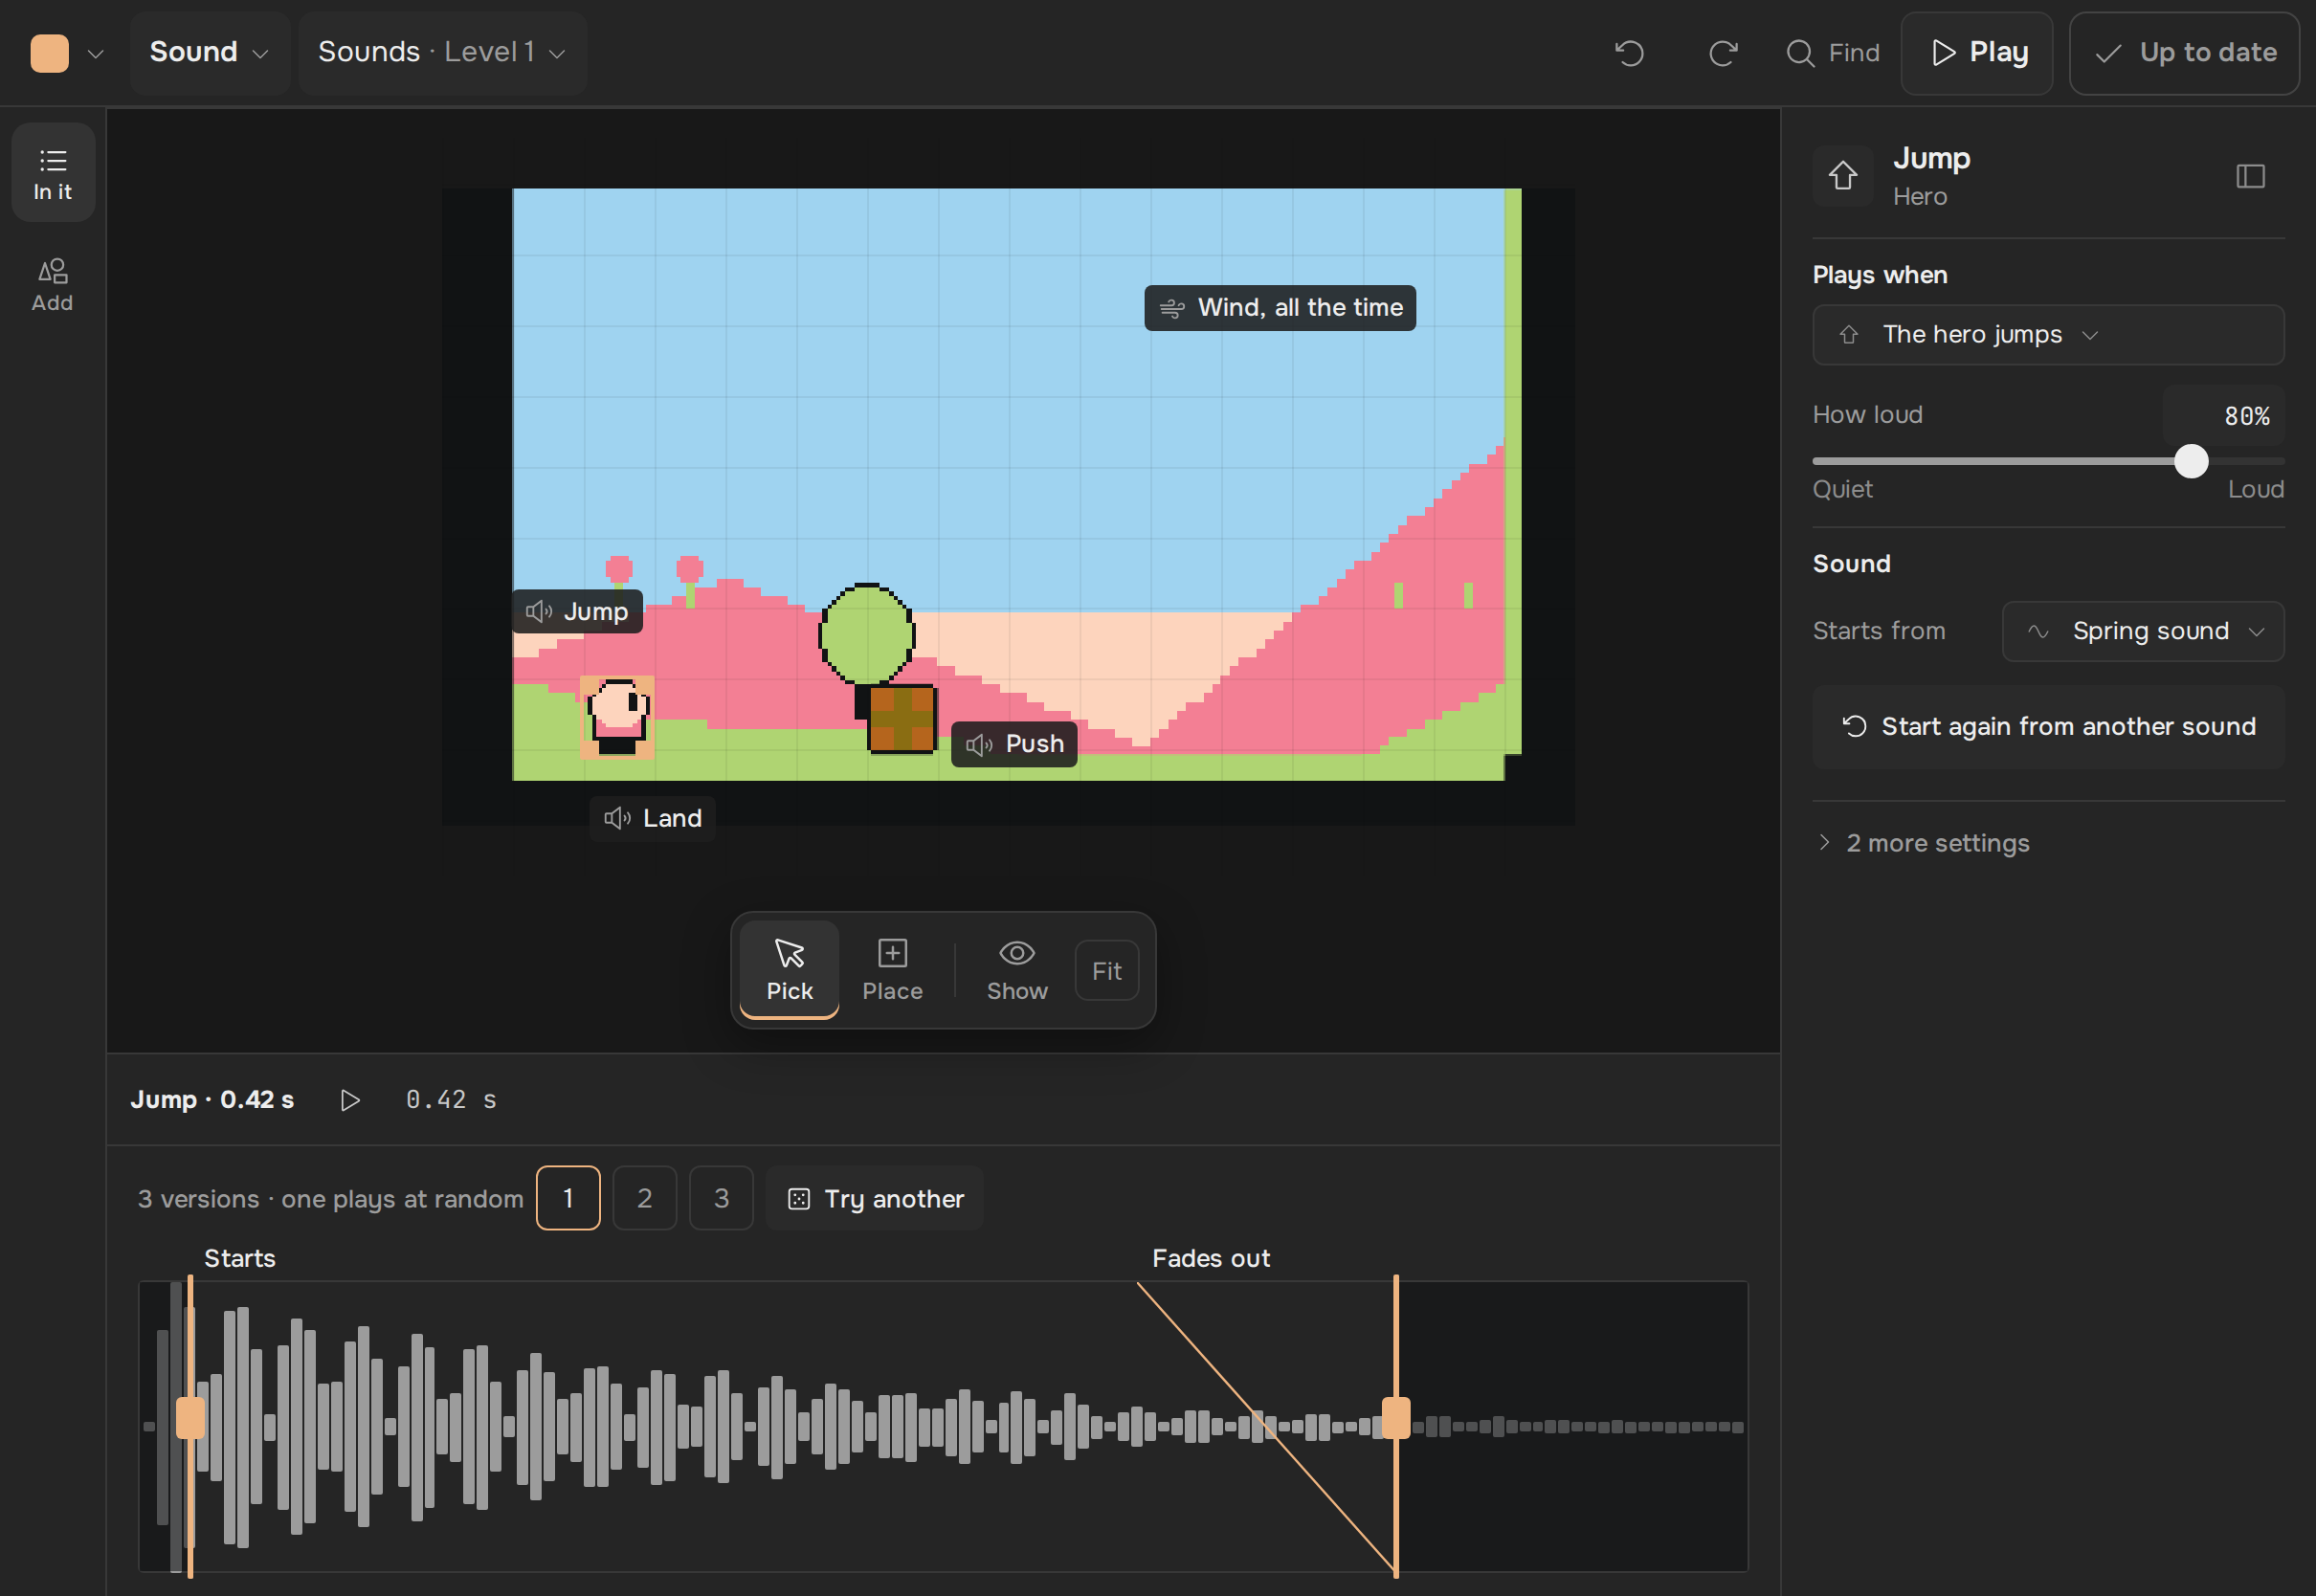 Sound
Sounds · Level 1
Find
Play
Up to date
In it
Add
Wind, all the time
Jump
Push
Land
Pick
Place
Show
Fit
Jump
Hero
Plays when
The hero jumps
How loud
80%
Quiet
Loud
Sound
Starts from
Spring sound
Start again from another sound
2 more settings
Jump · 0.42 s
0.42 s
3 versions · one plays at random
1
2
3
Try another
Starts
Fades out